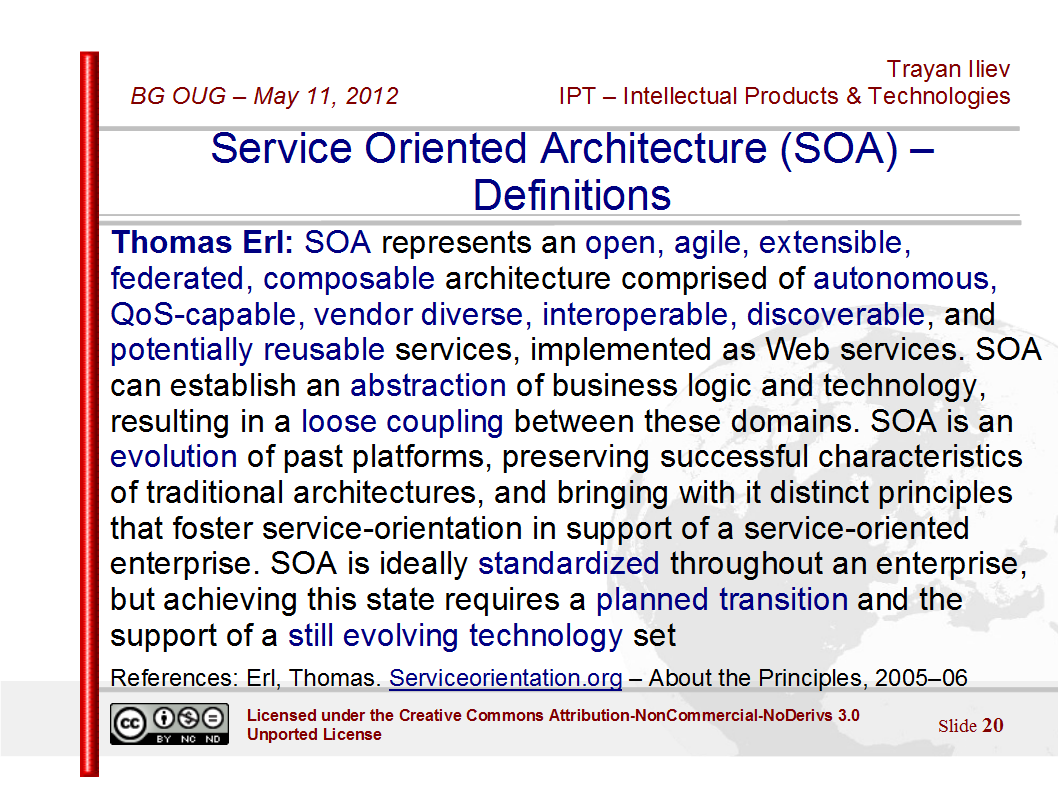 Trayan Iliev
BG OUG – May 11, 2012 IPT – Intellectual Products & Technologies
Service Oriented Architecture (SOA) –
Definitions
Thomas Erl: SOA represents an open, agile, extensible,
federated, composable architecture comprised of autonomous,
QoS-capable, vendor diverse, interoperable, discoverable, and
potentially reusable services, implemented as Web services. SOA
can establish an abstraction of business logic and technology,
resulting in a loose coupling between these domains. SOA is an
evolution of past platforms, preserving successful characteristics
of traditional architectures, and bringing with it distinct principles
that foster service-orientation in support of a service-oriented
enterprise. SOA is ideally standardized throughout an enterprise,
but achieving this state requires a planned transition and the
support of a still evolving technology set
References: Erl, Thomas. Serviceorientation.org – About the Principles, 2005–06
cc BY NC ND
Licensed under the Creative Commons Attribution-NonCommercial-NoDerivs 3.0
Unported License
Slide 20